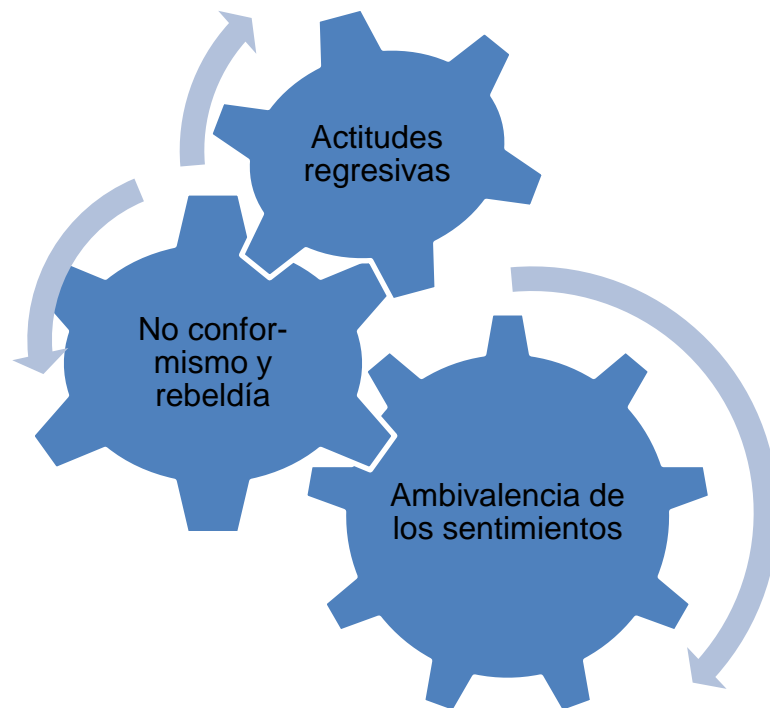 Actitudes
regresivas
No confor-
mismo y
rebeldía
Ambivalencia de
los sentimientos